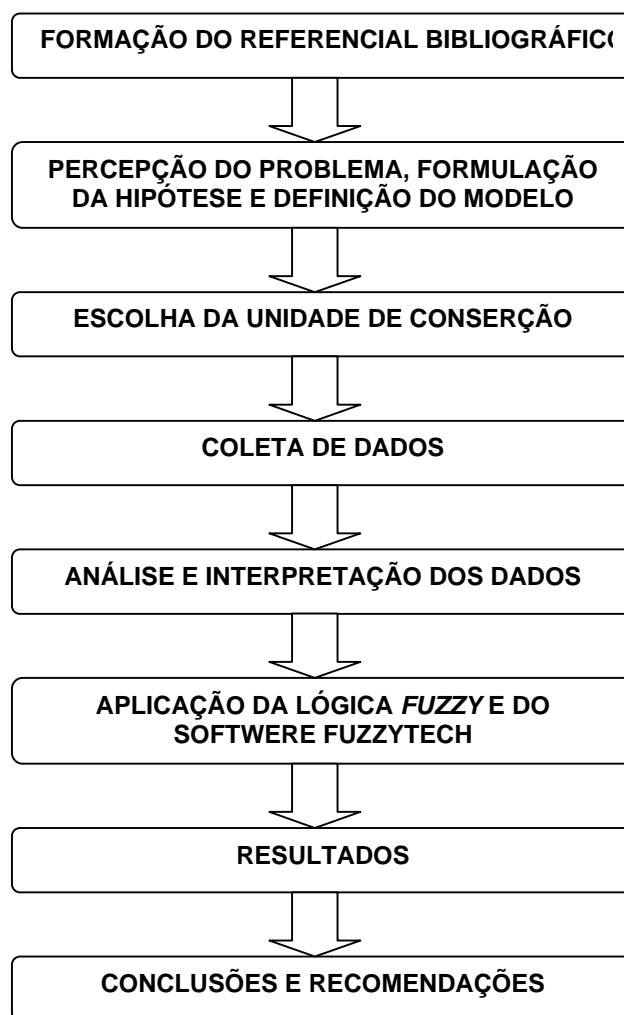 FORMAÇÃO DO REFERENCIAL BIBLIOGRÁFICO
PERCEPÇÃO DO PROBLEMA, FORMULAÇÃO
DA HIPÓTESE E DEFINIÇÃO DO MODELO
ESCOLHA DA UNIDADE DE CONSERÇÃO
COLETA DE DADOS
ANÁLISE E INTERPRETAÇÃO DOS DADOS
APLICAÇÃO DA LÓGICA FUZZY E DO
SOFTWERE FUZZYTECH
RESULTADOS
CONCLUSÕES E RECOMENDAÇÕES